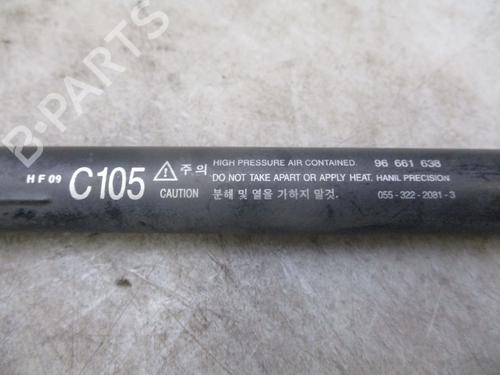 B-PARTS
HF09 C105 ⚠주의 HIGH PRESSURE AIR CONTAINED. 96 661 638
CAUTION DO NOT TAKE APART OR APPLY HEAT. HANIL PRECISION
분해 및 열을 가하지 말것. 055-322-2081-3